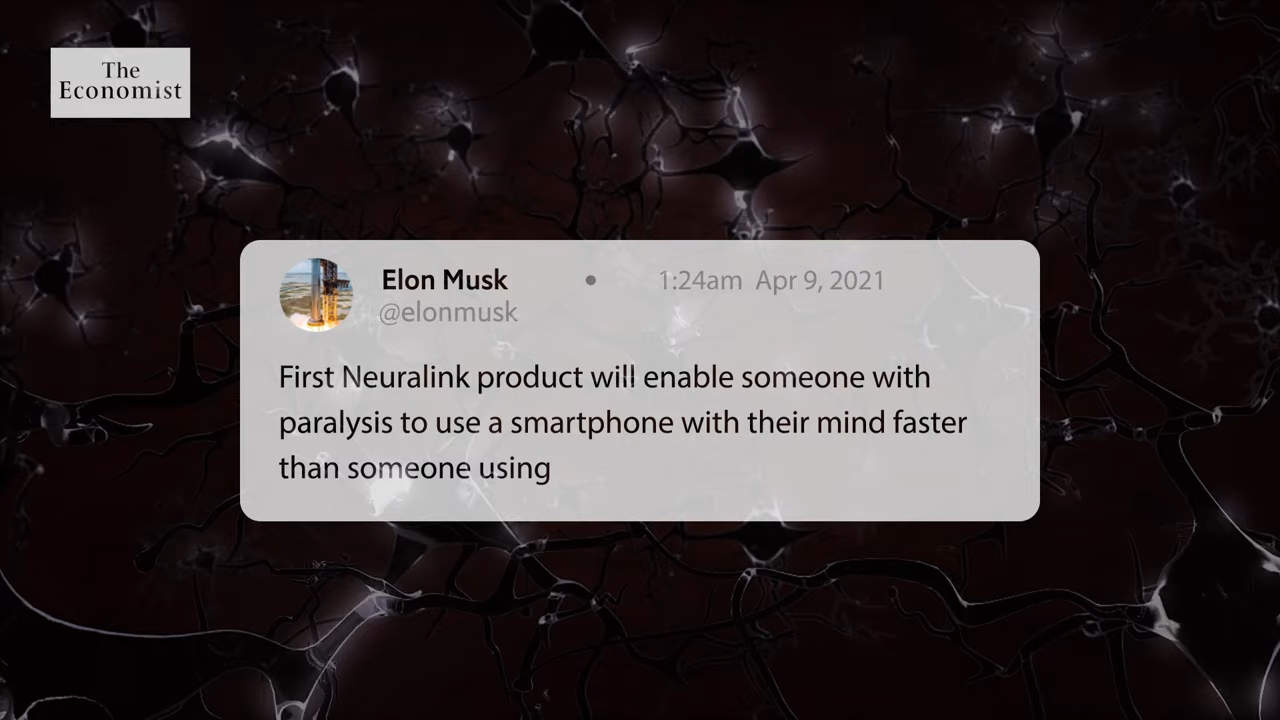 The
Economist
Elon Musk • 1:24am Apr 9, 2021
@elonmusk
First Neuralink product will enable someone with
paralysis to use a smartphone with their mind faster
than someone using